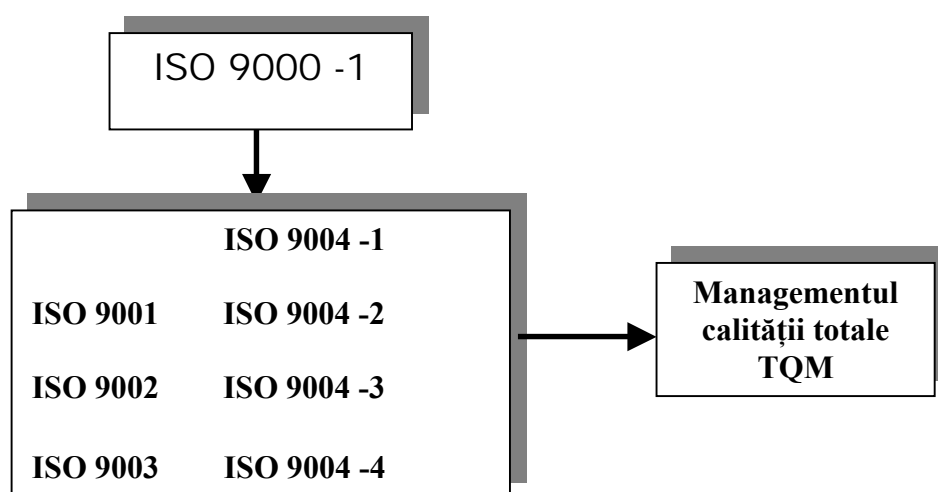 ISO 9000 -1
ISO 9004 -1
ISO 9001 ISO 9004 -2
ISO 9002 ISO 9004 -3
ISO 9003 ISO 9004 -4
Managementul
calității totale
TQM